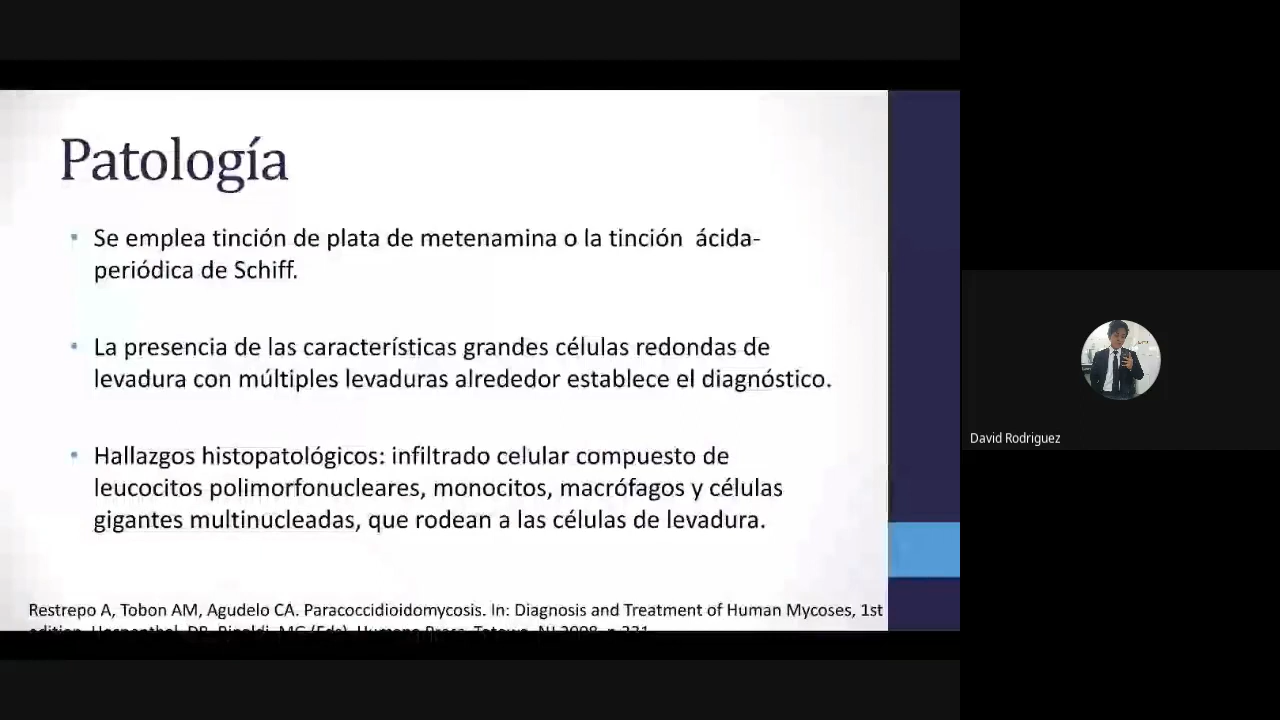 Patología
• Se emplea tinción de plata de metenamina o la tinción ácida-
periódica de Schiff.
• La presencia de las características grandes células redondas de
levadura con múltiples levaduras alrededor establece el diagnóstico.
• Hallazgos histopatológicos: infiltrado celular compuesto de
leucocitos polimorfonucleares, monocitos, macrófagos y células
gigantes multinucleadas, que rodean a las células de levadura.
Restrepo A, Tobon AM, Agudelo CA. Paracoccidioidomycosis. In: Diagnosis and Treatment of Human Mycoses, 1st
David Rodriguez